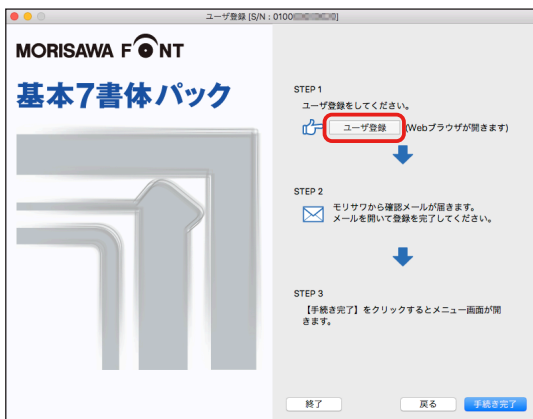 ユーザ登録 [S/N : 0100
MORISAWA FONT
基本7書体パック
STEP 1
ユーザ登録をしてください。
ユーザ登録 (Webブラウザが開きます)
STEP 2
モリサワから確認メールが届きます。
メールを開いて登録を完了してください。
STEP 3
【手続き完了】をクリックするとメニュー画面が開
きます。
終了 戻る 手続き完了